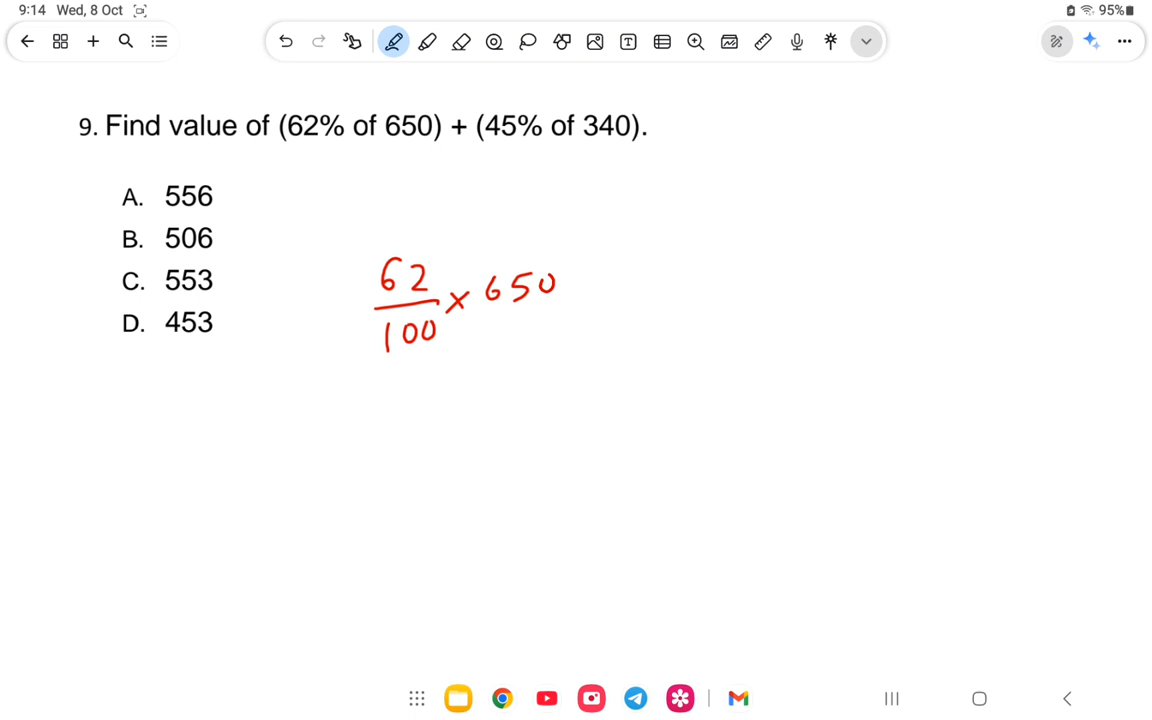 9:14 Wed, 8 Oct
95%
9. Find value of (62% of 650) + (45% of 340).
A. 556
B. 506
C. 553
D. 453
62
× 650
100